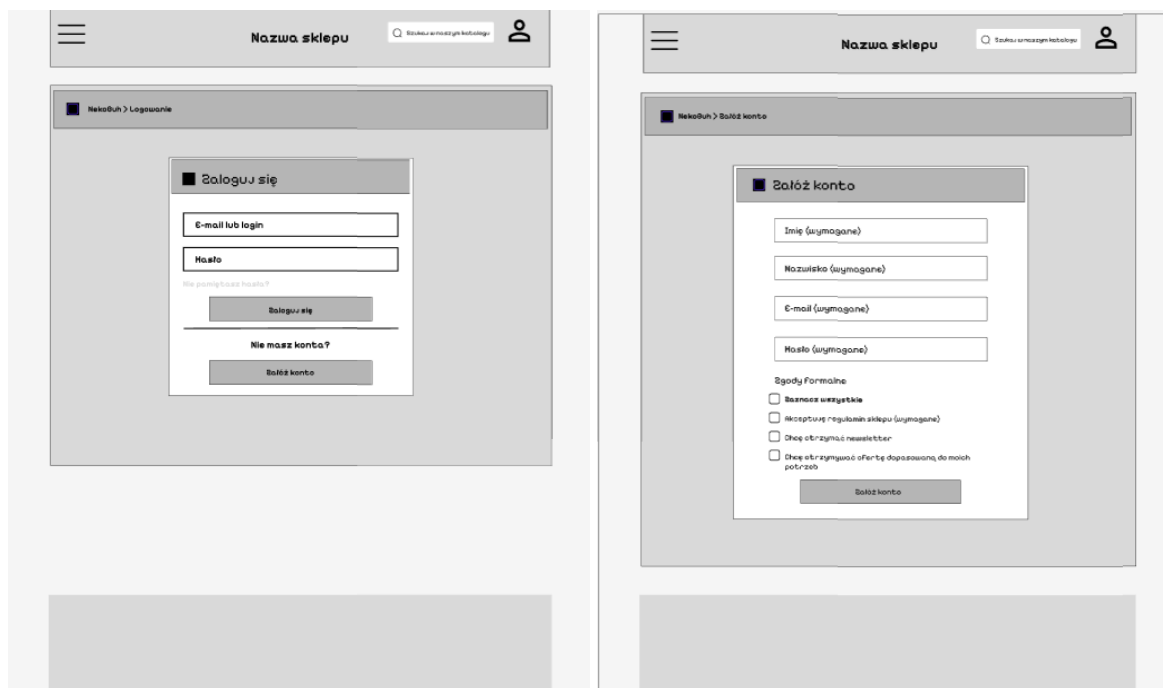 Nazwa sklepu
Szukaj w naszym katalogu
NekoBuh > Logowanie
Zaloguj się
E-mail lub login
Hasło
Nie pamiętasz hasła?
Zaloguj się
Nie masz konta?
Załóż konto
Nazwa sklepu
Szukaj w naszym katalogu
NekoBuh > Załóż konto
Załóż konto
Imię (wymagane)
Nazwisko (wymagane)
E-mail (wymagane)
Hasło (wymagane)
Zgody formalne
Zaznacz wszystkie
Akceptuję regulamin sklepu (wymagane)
Chcę otrzymać newsletter
Chcę otrzymywać ofertę dopasowaną do moich
potrzeb
Załóż konto